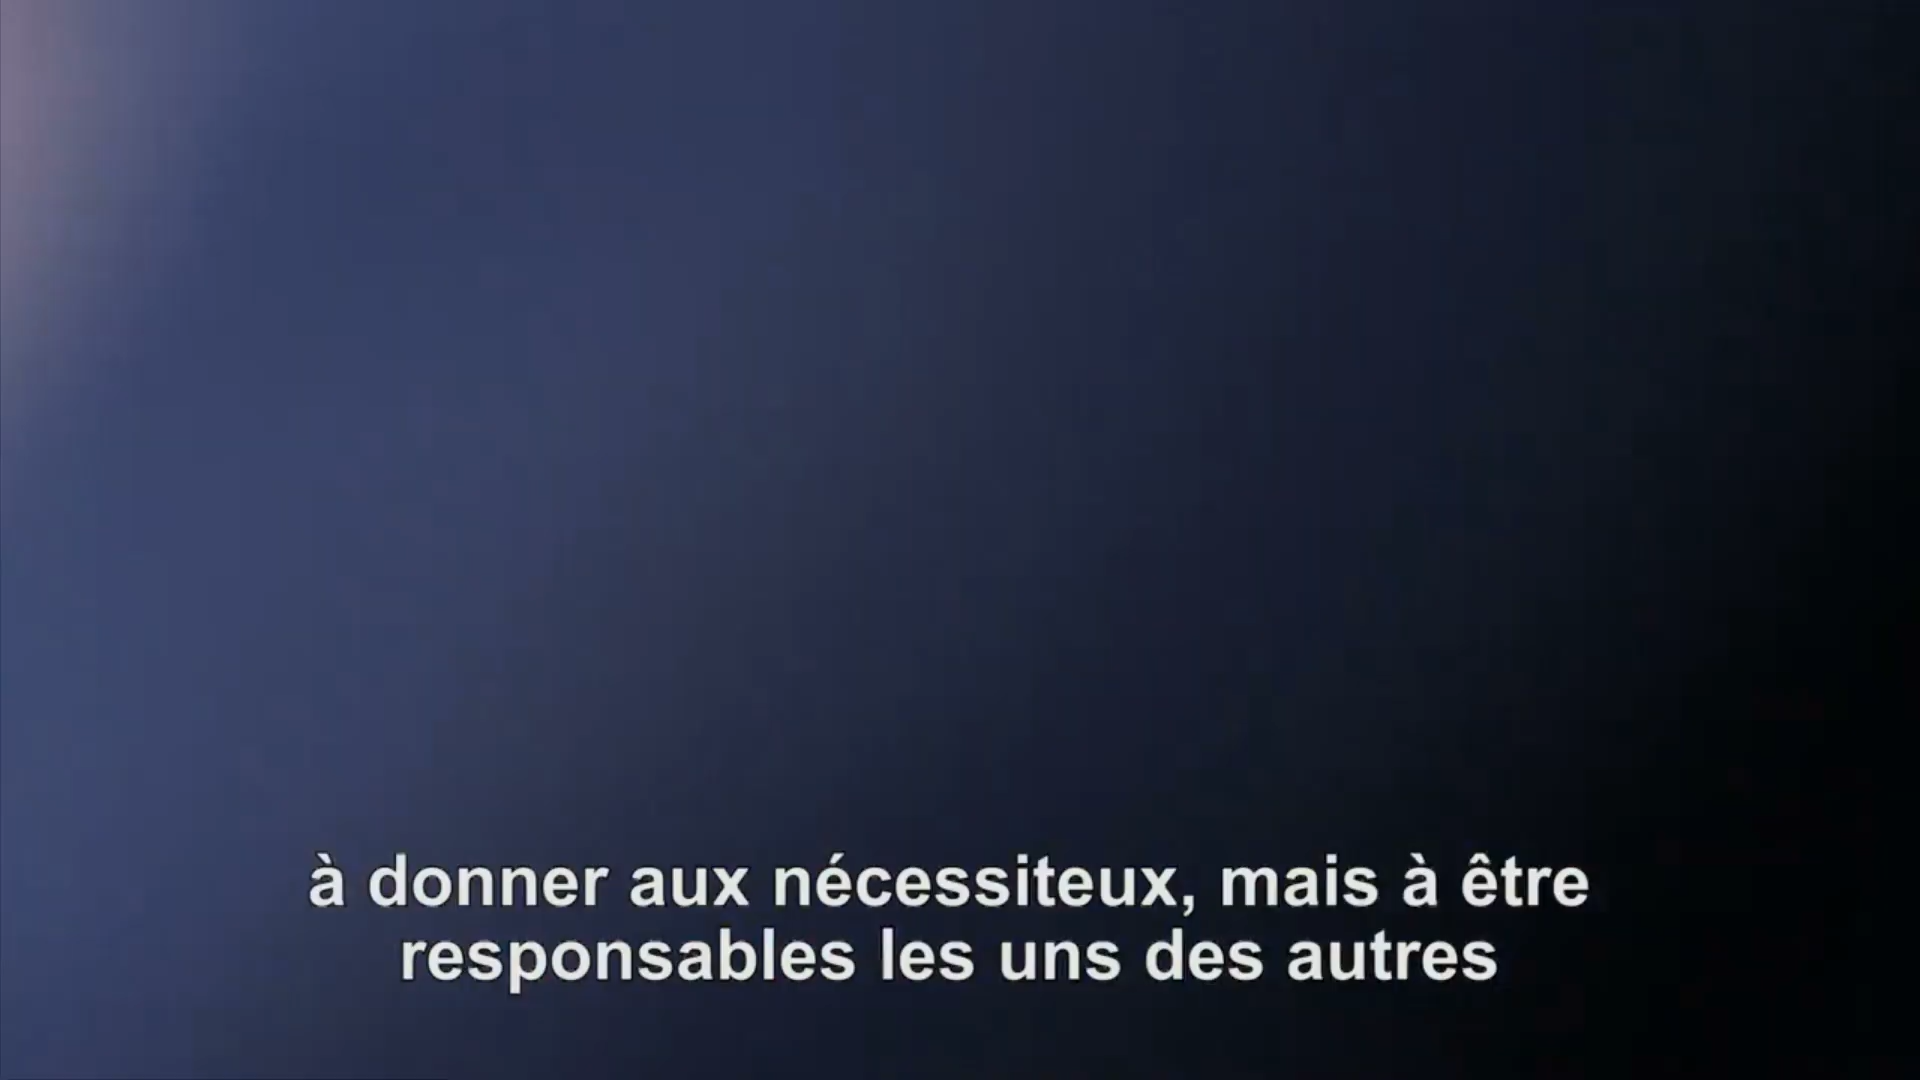 à donner aux nécessiteux, mais à être
responsables les uns des autres